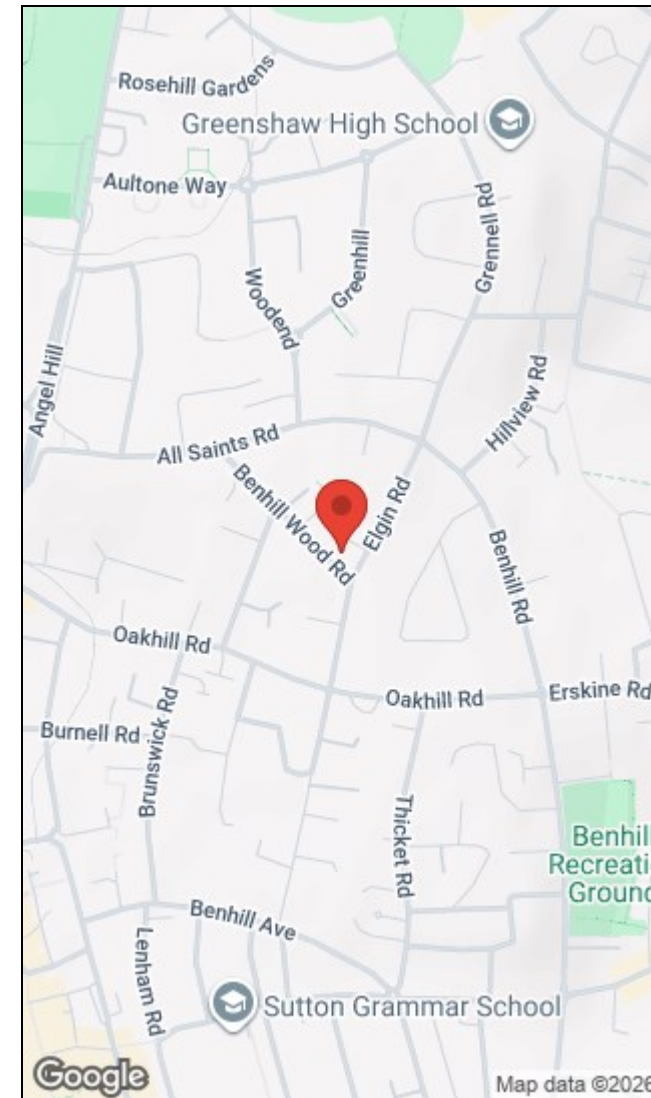 Rosehill Gardens
Greenshaw High School
Aultone Way
Grennell Rd
Greenhill
Woodend
Angel Hill
Hillview Rd
All Saints Rd
Benhill Wood Rd
Elgin Rd
Benhill Rd
Oakhill Rd
Oakhill Rd
Erskine Rd
Burnell Rd
Brunswick Rd
Thicket Rd
Benhill
Recreati
Ground
Benhill Ave
Lenham Rd
Sutton Grammar School
Google
Map data ©2026